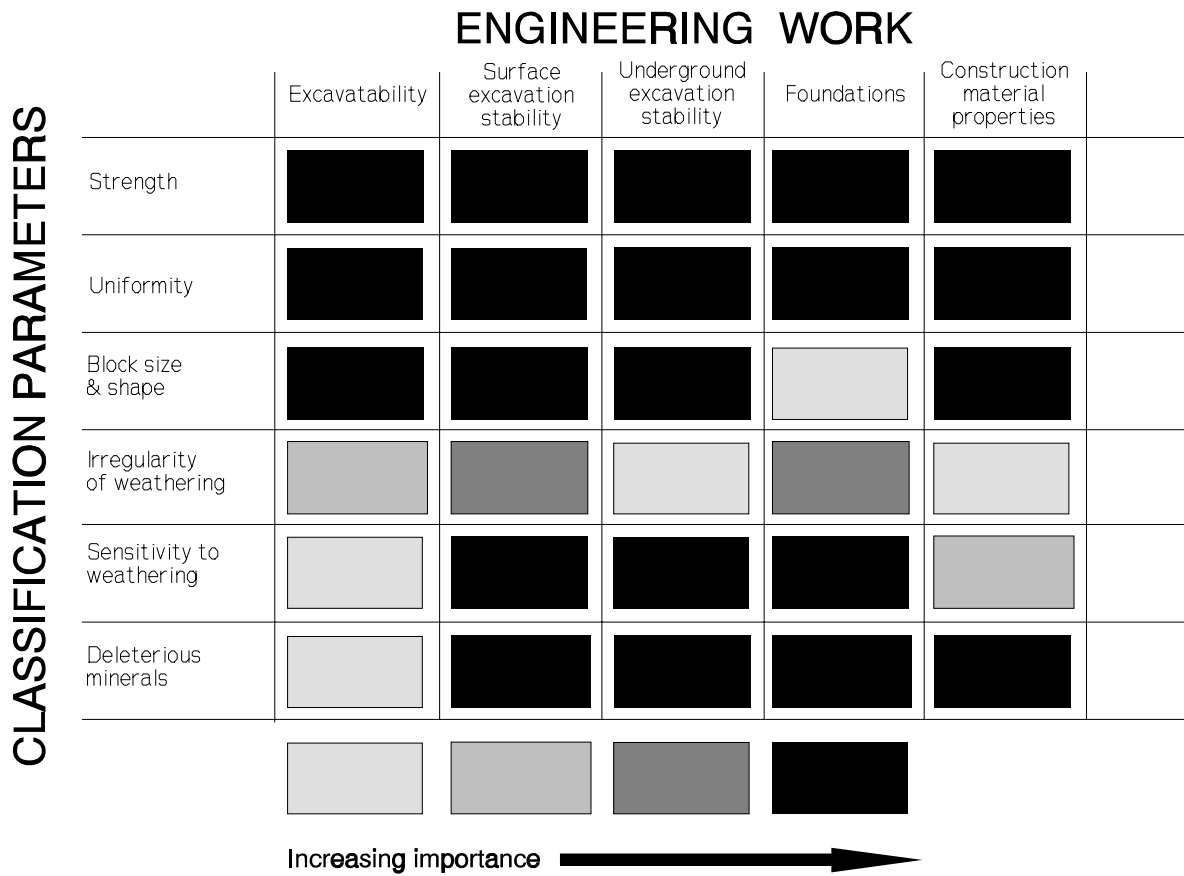 ENGINEERING WORK
CLASSIFICATION PARAMETERS
Excavatability
Surface
excavation
stability
Underground
excavation
stability
Foundations
Construction
material
properties
Strength
Uniformity
Block size
& shape
Irregularity
of weathering
Sensitivity to
weathering
Deleterious
minerals
Increasing importance